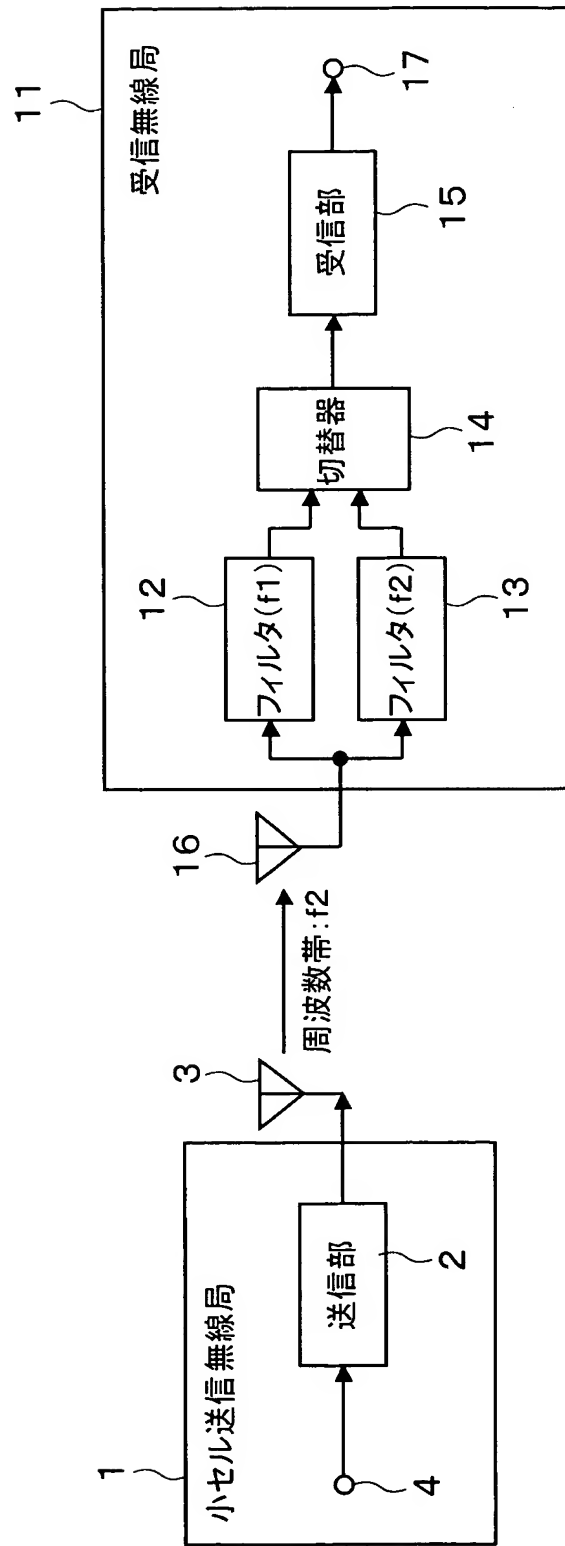 1
小セル送信無線局
4
送信部
2
3
周波数帯:f2
16
11
受信無線局
12
フィルタ(f1)
フィルタ(f2)
13
切替器
14
受信部
15
17